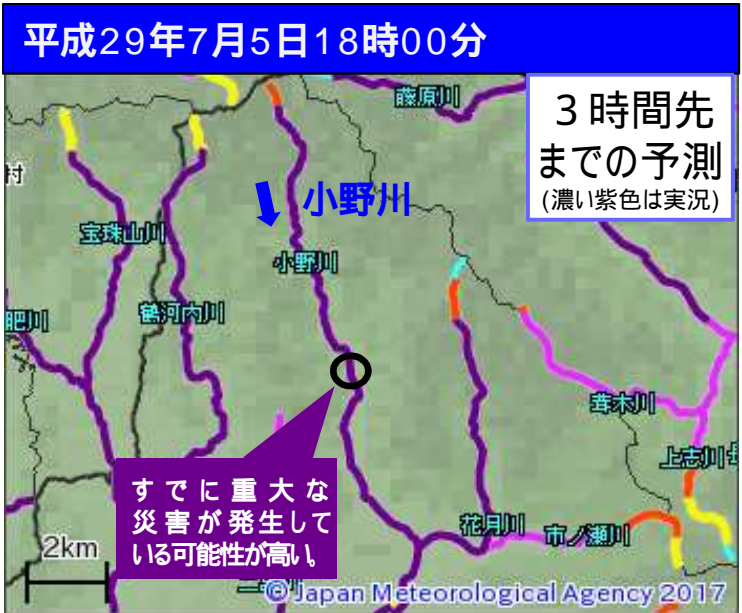 平成29年7月5日18時00分
藤原川
3時間先
までの予測
(濃い紫色は実況)
村
小野川
宝珠山川
小野川
肥川
鶴河内川
蕣木川
上志川
すでに重大な
災害が発生して
いる可能性が高い。
花月川
市ノ瀬川
2km
© Japan Meteorological Agency 2017